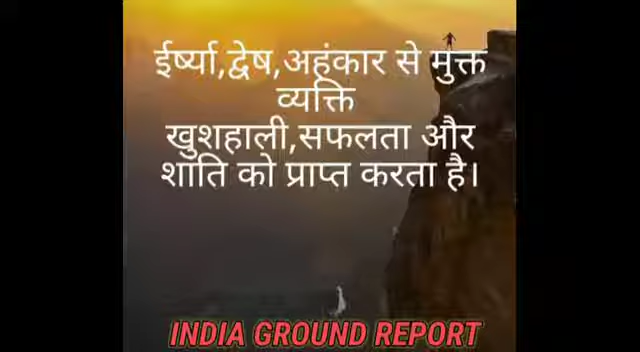 ईर्ष्या,द्वेष,अहंकार से मुक्त
व्यक्ति
खुशहाली,सफलता और
शाति को प्राप्त करता है।
INDIA GROUND REPORT